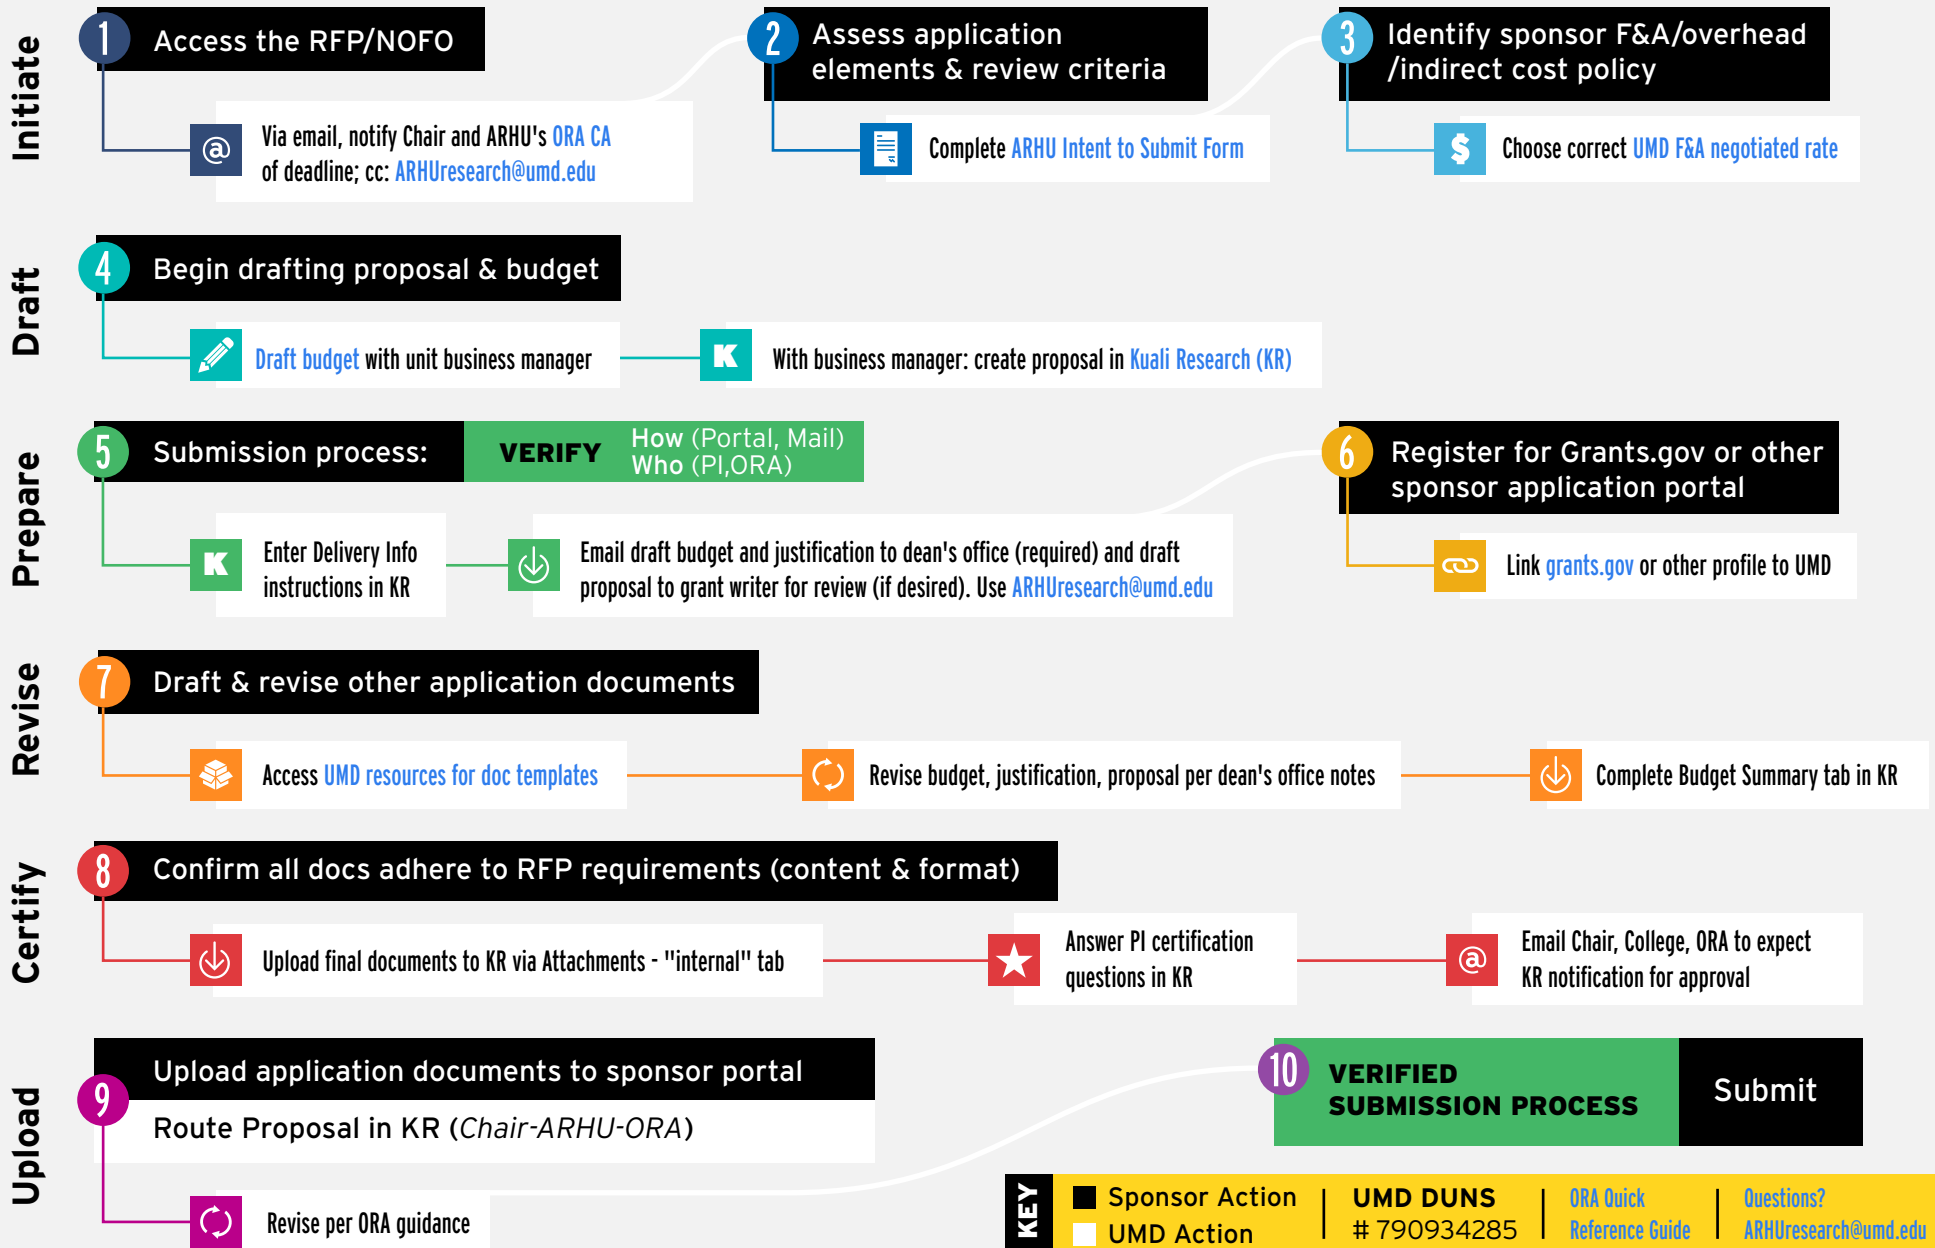 Initiate
1
Access the RFP/NOFO
@
Via email, notify Chair and ARHU's ORA CA
of deadline; cc: ARHUresearch@umd.edu
2
Assess application
elements & review criteria
Complete ARHU Intent to Submit Form
3
Identify sponsor F&A/overhead
/indirect cost policy
$
Choose correct UMD F&A negotiated rate
Draft
4
Begin drafting proposal & budget
Draft budget with unit business manager
K
With business manager: create proposal in Kuali Research (KR)
Prepare
5
Submission process:
VERIFY
How (Portal, Mail)
Who (PI,ORA)
K
Enter Delivery Info
instructions in KR
Email draft budget and justification to dean's office (required) and draft
proposal to grant writer for review (if desired). Use ARHUresearch@umd.edu
6
Register for Grants.gov or other
sponsor application portal
Link grants.gov or other profile to UMD
Revise
7
Draft & revise other application documents
Access UMD resources for doc templates
Revise budget, justification, proposal per dean's office notes
Complete Budget Summary tab in KR
Certify
8
Confirm all docs adhere to RFP requirements (content & format)
Upload final documents to KR via Attachments - "internal" tab
Answer PI certification
questions in KR
@
Email Chair, College, ORA to expect
KR notification for approval
Upload
9
Upload application documents to sponsor portal
Route Proposal in KR (Chair-ARHU-ORA)
Revise per ORA guidance
10
VERIFIED
SUBMISSION PROCESS
Submit
KEY
Sponsor Action
UMD Action
UMD DUNS
# 790934285
ORA Quick
Reference Guide
Questions?
ARHUresearch@umd.edu